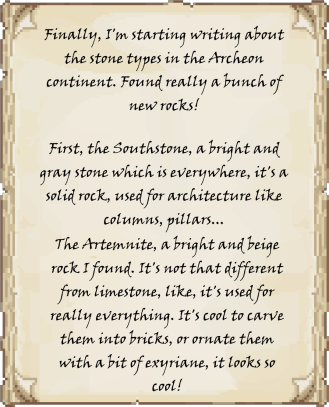 Finally, I'm starting writing about
the stone types in the Archeon
continent. Found really a bunch of
new rocks!
First, the Southstone, a bright and
gray stone which is everywhere, it's a
solid rock, used for architecture like
columns, pillars...
The Artemnite, a bright and beige
rock I found. It's not that different
from limestone, like, it's used for
really everything. It's cool to carve
them into bricks, or ornate them
with a bit of exyriane, it looks so
cool!